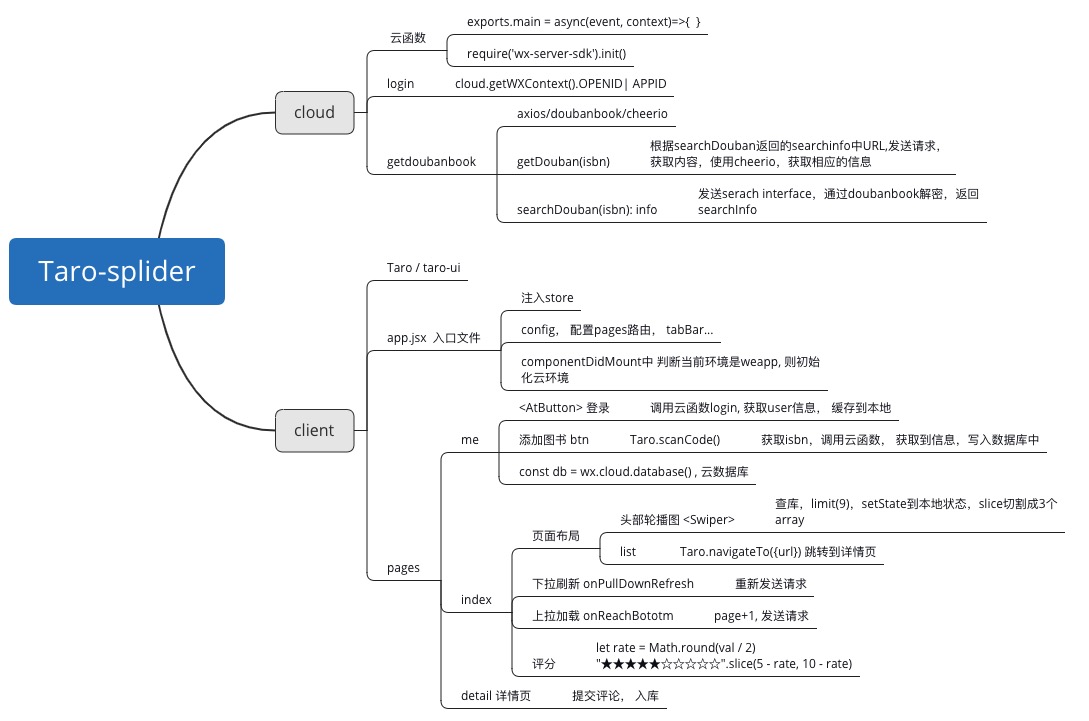 Taro-splider
cloud
云函数
exports.main = async(event, context)=>{  }
require('wx-server-sdk').init()
login
cloud.getWXContext().OPENID| APPID
getdoubanbook
axios/doubanbook/cheerio
getDouban(isbn)
根据searchDouban返回的searchinfo中URL,发送请求，
获取内容，使用cheerio，获取相应的信息
searchDouban(isbn): info
发送serach interface，通过doubanbook解密，返回
searchInfo
client
Taro / taro-ui
app.jsx  入口文件
注入store
config， 配置pages路由， tabBar...
componentDidMount中 判断当前环境是weapp, 则初始
化云环境
pages
me
<AtButton> 登录
调用云函数login, 获取user信息， 缓存到本地
添加图书 btn
Taro.scanCode()
获取isbn，调用云函数， 获取到信息，写入数据库中
const db = wx.cloud.database() , 云数据库
index
页面布局
头部轮播图 <Swiper>
查库，limit(9)，setState到本地状态，slice切割成3个
array
list
Taro.navigateTo({url}) 跳转到详情页
下拉刷新 onPullDownRefresh
重新发送请求
上拉加载 onReachBototm
page+1, 发送请求
评分
let rate = Math.round(val / 2)
"★★★★★☆☆☆☆☆".slice(5 - rate, 10 - rate)
detail 详情页
提交评论， 入库